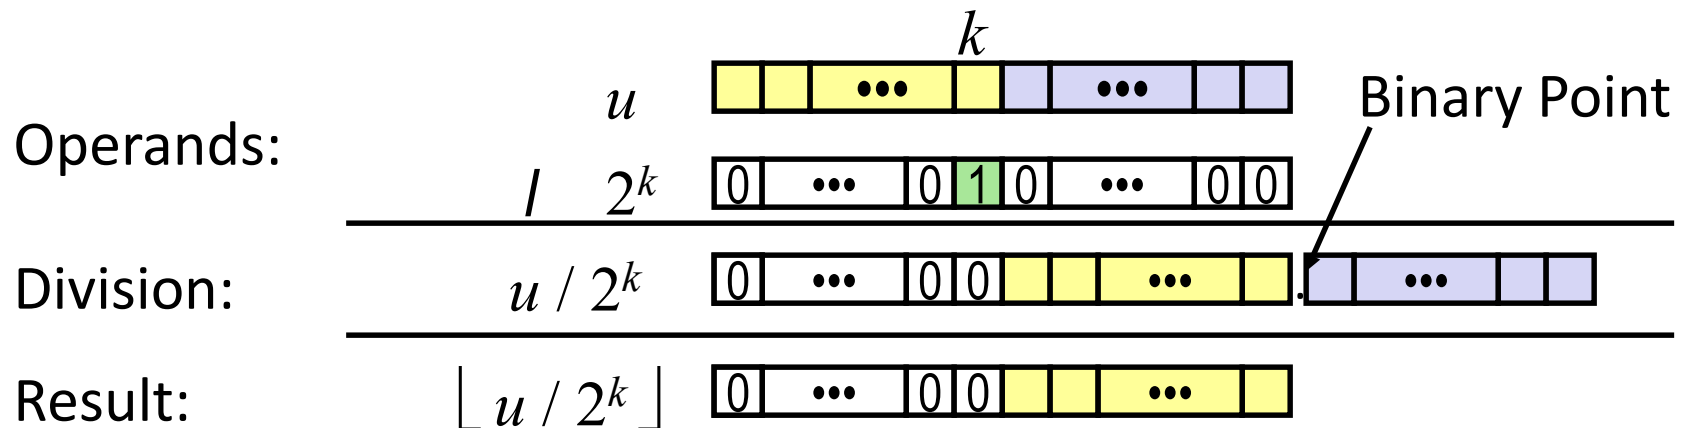 k
u ••• •••
Binary Point
Operands:
/ 2^k 0 ••• 0 1 0 ••• 0 0
Division: u / 2^k 0 ••• 0 0 ••• . •••
Result: ⌊ u / 2^k ⌋ 0 ••• 0 0 •••